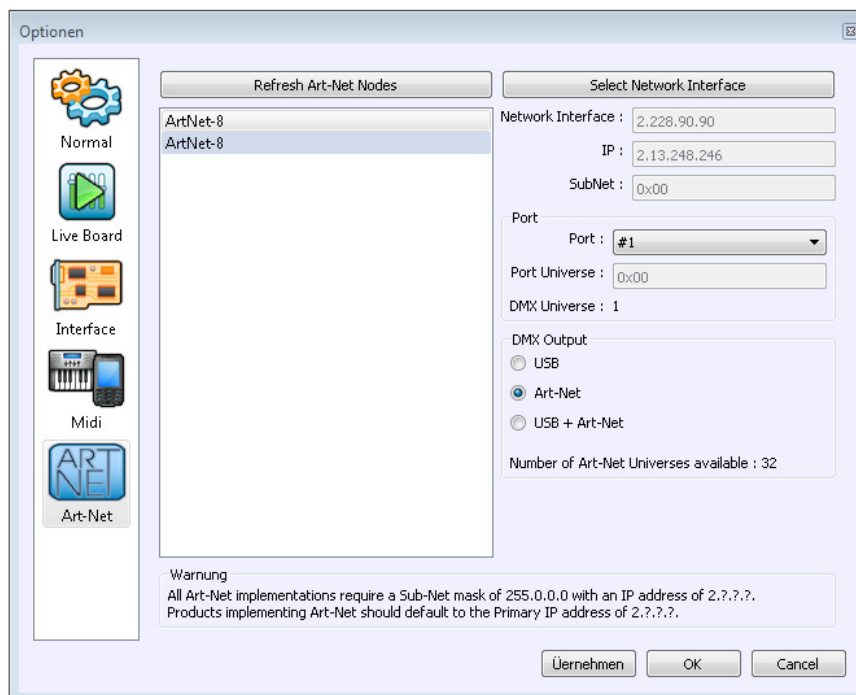 Optionen
Normal
Live Board
Interface
Midi
ART
NET
Art-Net
Refresh Art-Net Nodes
ArtNet-8
ArtNet-8
Select Network Interface
Network Interface : 2.228.90.90
IP : 2.13.248.246
SubNet : 0x00
Port
Port : #1
Port Universe : 0x00
DMX Universe : 1
DMX Output
USB
Art-Net
USB + Art-Net
Number of Art-Net Universes available : 32
Warnung
All Art-Net implementations require a Sub-Net mask of 255.0.0.0 with an IP address of 2.?.?.?.
Products implementing Art-Net should default to the Primary IP address of 2.?.?.?.
Üernehmen
OK
Cancel